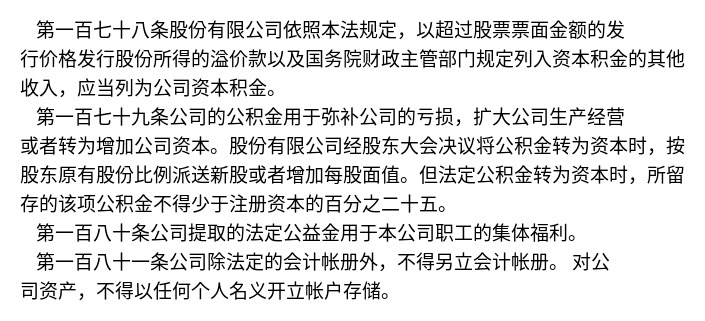 第一百七十八条股份有限公司依照本法规定，以超过股票票面金额的发
行价格发行股份所得的溢价款以及国务院财政主管部门规定列入资本积金的其他
收入，应当列为公司资本积金。
第一百七十九条公司的公积金用于弥补公司的亏损，扩大公司生产经营
或者转为增加公司资本。股份有限公司经股东大会决议将公积金转为资本时，按
股东原有股份比例派送新股或者增加每股面值。但法定公积金转为资本时，所留
存的该项公积金不得少于注册资本的百分之二十五。
第一百八十条公司提取的法定公益金用于本公司职工的集体福利。
第一百八十一条公司除法定的会计帐册外，不得另立会计帐册。 对公
司资产，不得以任何个人名义开立帐户存储。